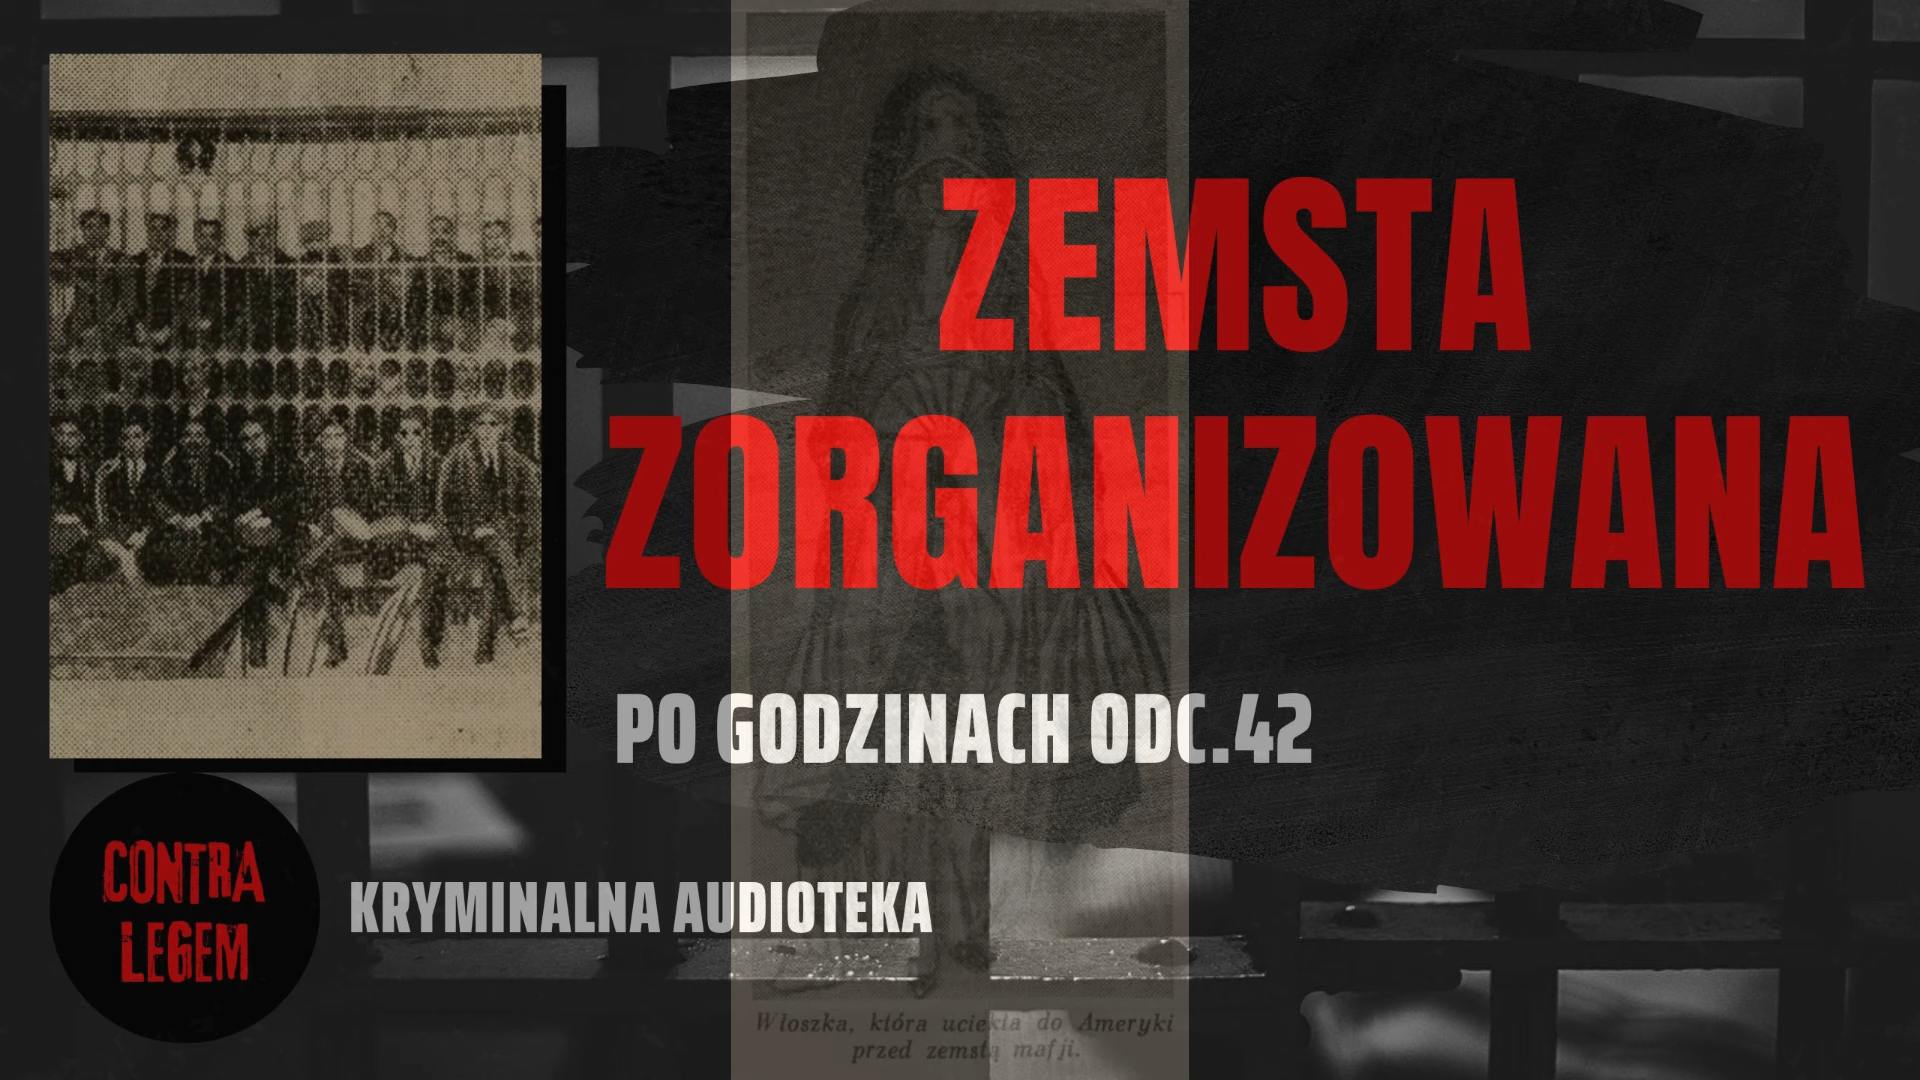 ZEMSTA
ZORGANIZOWANA
PO GODZINACH ODC.42
CONTRA
LEGEM
KRYMINALNA AUDIOTEKA
Włoszka, która uciekła do Ameryki
przed zemstą mafji.